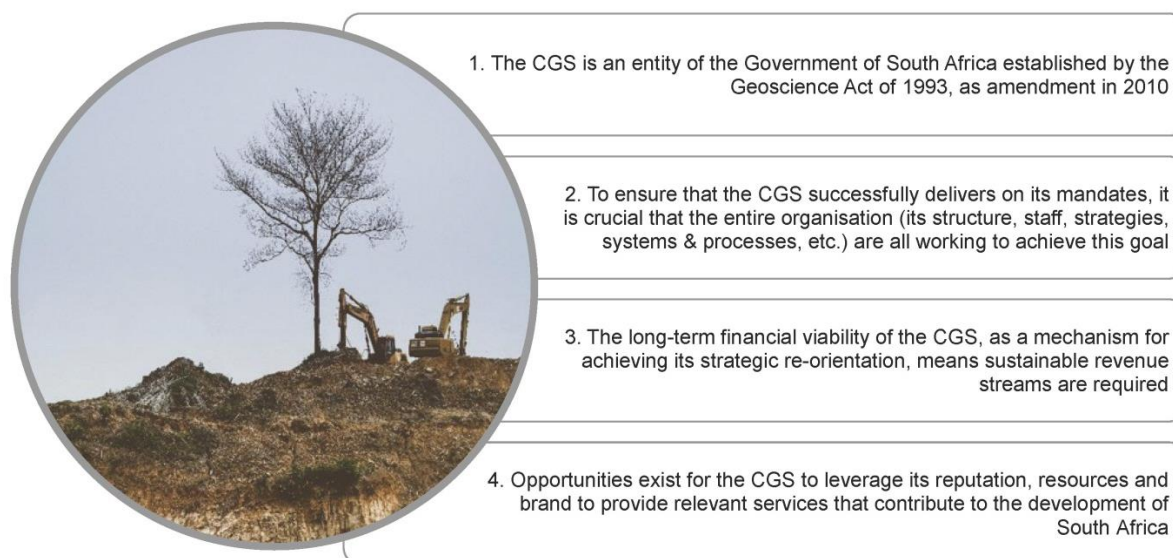 1. The CGS is an entity of the Government of South Africa established by the
Geoscience Act of 1993, as amendment in 2010
2. To ensure that the CGS successfully delivers on its mandates, it
is crucial that the entire organisation (its structure, staff, strategies,
systems & processes, etc.) are all working to achieve this goal
3. The long-term financial viability of the CGS, as a mechanism for
achieving its strategic re-orientation, means sustainable revenue
streams are required
4. Opportunities exist for the CGS to leverage its reputation, resources and
brand to provide relevant services that contribute to the development of
South Africa